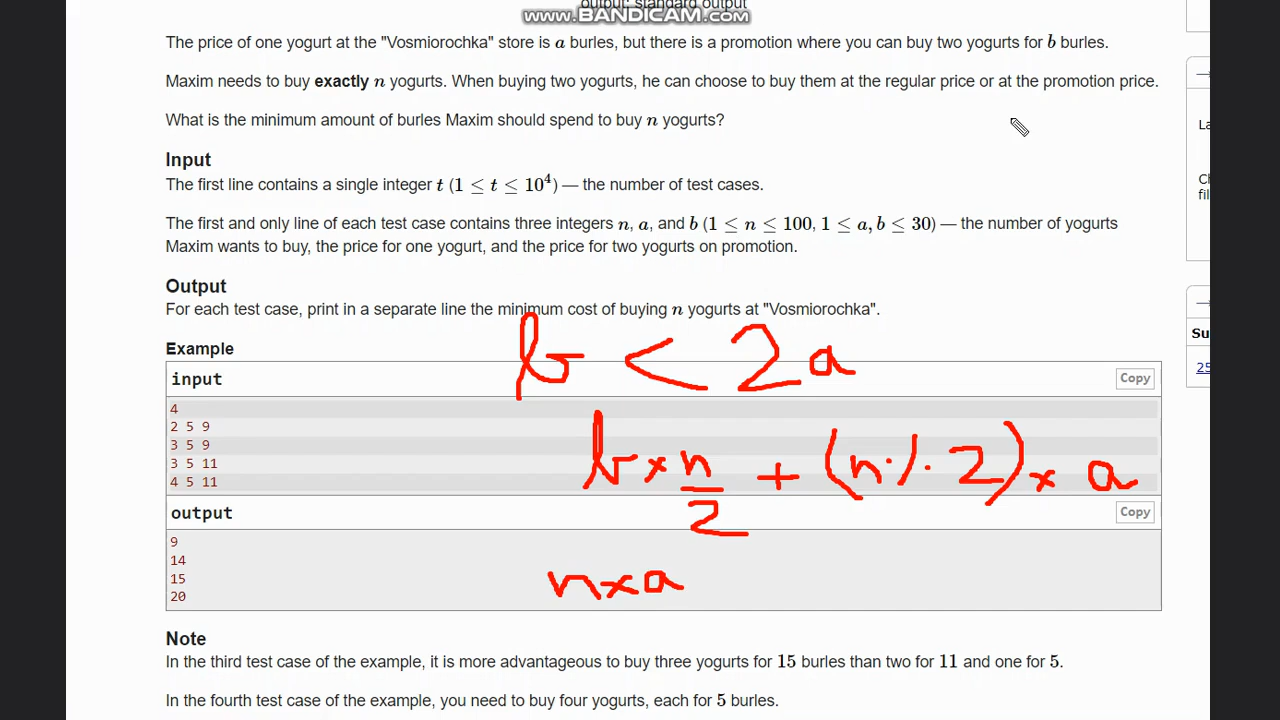 output: standard output
www.BANDICAM.com
The price of one yogurt at the "Vosmiorochka" store is a burles, but there is a promotion where you can buy two yogurts for b burles.
Maxim needs to buy exactly n yogurts. When buying two yogurts, he can choose to buy them at the regular price or at the promotion price.
What is the minimum amount of burles Maxim should spend to buy n yogurts?
Input
The first line contains a single integer t (1 ≤ t ≤ 10^4) — the number of test cases.
The first and only line of each test case contains three integers n, a, and b (1 ≤ n ≤ 100, 1 ≤ a, b ≤ 30) — the number of yogurts
Maxim wants to buy, the price for one yogurt, and the price for two yogurts on promotion.
Output
For each test case, print in a separate line the minimum cost of buying n yogurts at "Vosmiorochka".
b < 2a
Example
input Copy
4
2 5 9
3 5 9
3 5 11
4 5 11
b × n/2 + (n % 2) × a
output Copy
9
14
15
20
n×a
Note
In the third test case of the example, it is more advantageous to buy three yogurts for 15 burles than two for 11 and one for 5.
In the fourth test case of the example, you need to buy four yogurts, each for 5 burles.
→
La
Ch
fil
→
Su
25